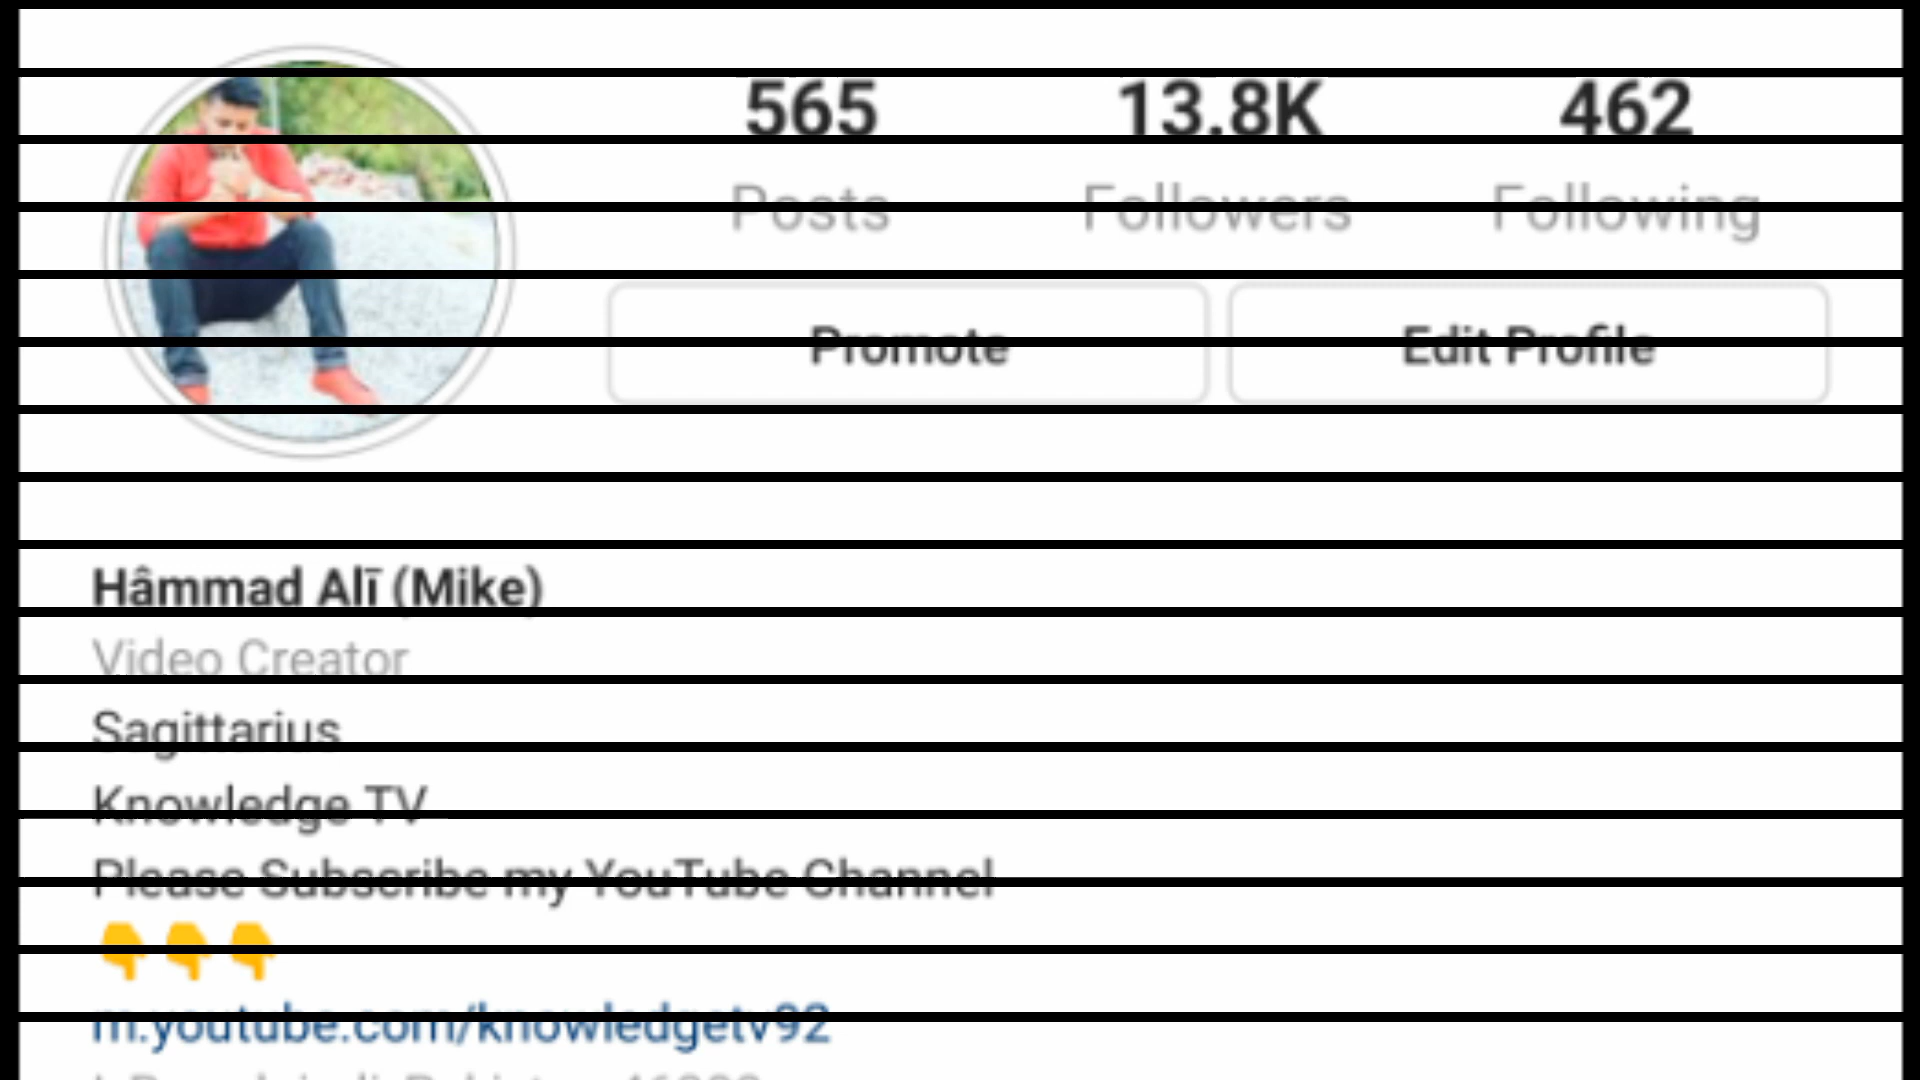 565 13.8K 462
Posts Followers Following
Promote Edit Profile
Hâmmad Alī (Mike)
Video Creator
Sagittarius
Knowledge TV
Please Subscribe my YouTube Channel
👇👇👇
m.youtube.com/knowledgetv92